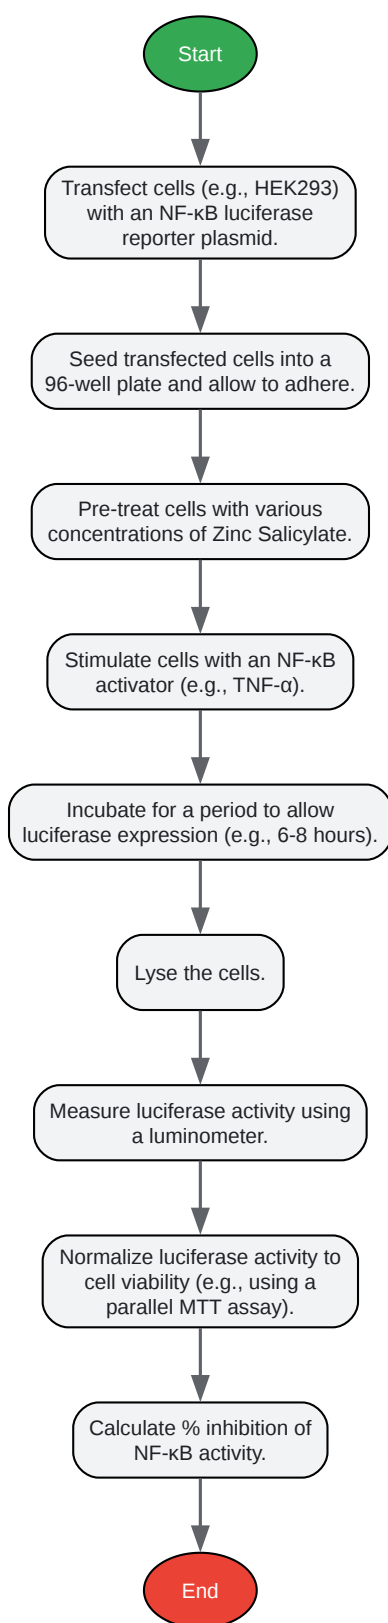 Start
Transfect cells (e.g., HEK293)
with an NF-κB luciferase
reporter plasmid.
Seed transfected cells into a
96-well plate and allow to adhere.
Pre-treat cells with various
concentrations of Zinc Salicylate.
Stimulate cells with an NF-κB
activator (e.g., TNF-α).
Incubate for a period to allow
luciferase expression (e.g., 6-8 hours).
Lyse the cells.
Measure luciferase activity using
a luminometer.
Normalize luciferase activity to
cell viability (e.g., using a
parallel MTT assay).
Calculate % inhibition of
NF-κB activity.
End